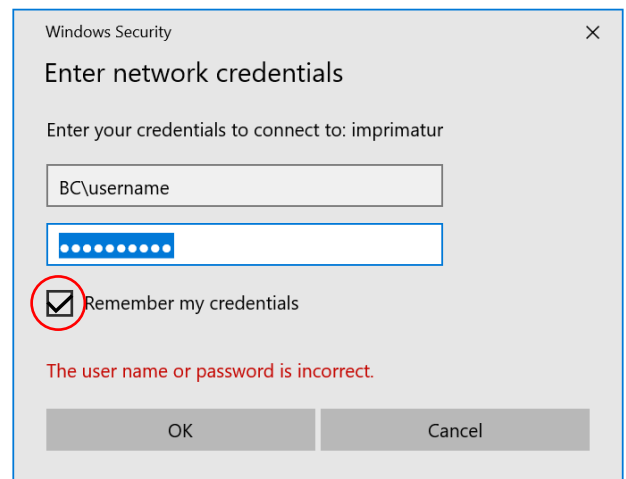 Windows Security
Enter network credentials
Enter your credentials to connect to: imprimatur
BC\username
●●●●●●●●●●
Remember my credentials
The user name or password is incorrect.
OK
Cancel